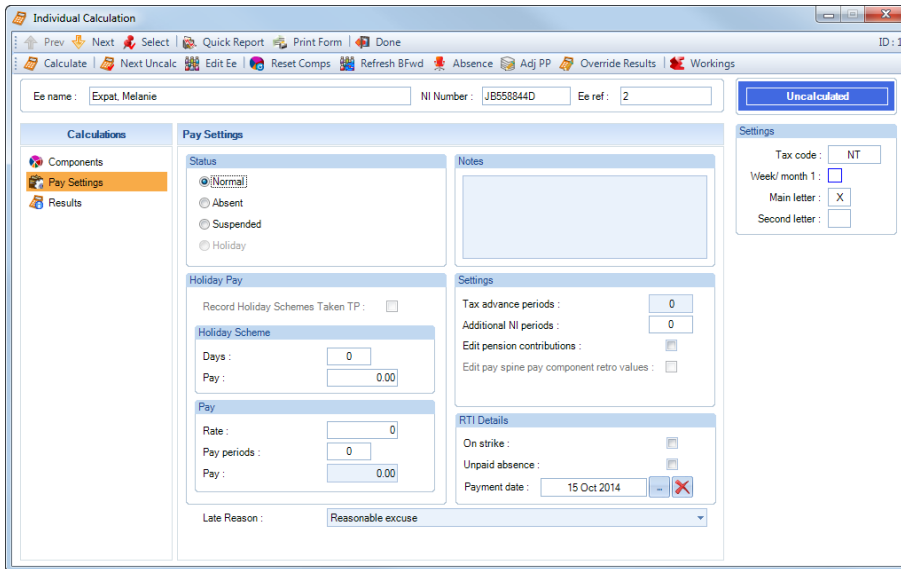 Individual Calculation
Prev Next Select Quick Report Print Form Done ID : 1
Calculate Next Uncalc Edit Ee Reset Comps Refresh BFwd Absence Adj PP Override Results Workings
Ee name : Expat, Melanie NI Number : JB558844D Ee ref : 2 Uncalculated
Calculations
Components
Pay Settings
Results
Pay Settings
Status
Normal
Absent
Suspended
Holiday
Notes
Holiday Pay
Record Holiday Schemes Taken TP :
Holiday Scheme
Days : 0
Pay : 0.00
Pay
Rate : 0
Pay periods : 0
Pay : 0.00
Settings
Tax advance periods : 0
Additional NI periods : 0
Edit pension contributions :
Edit pay spine pay component retro values :
RTI Details
On strike :
Unpaid absence :
Payment date : 15 Oct 2014 ...
Late Reason : Reasonable excuse
Settings
Tax code : NT
Week/ month 1 :
Main letter : X
Second letter :